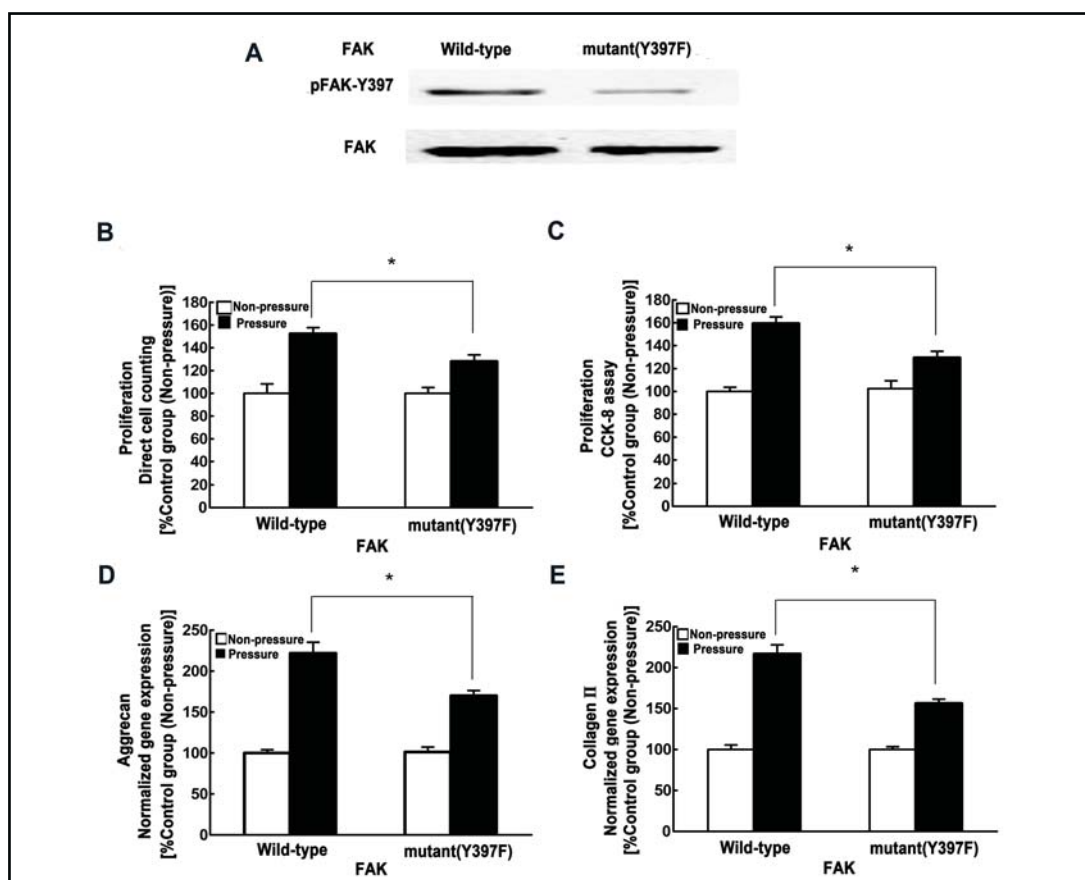 A
FAK Wild-type mutant(Y397F)
pFAK-Y397
FAK
B
*
Proliferation
Direct cell counting
[%Control group (Non-pressure)]
180
160
140
120
100
80
60
40
20
0
Non-pressure
Pressure
Wild-type mutant(Y397F)
FAK
C
*
Proliferation
CCK-8 assay
[%Control group (Non-pressure)]
180
160
140
120
100
80
60
40
20
0
Non-pressure
Pressure
Wild-type mutant(Y397F)
FAK
D
*
Aggrecan
Normalized gene expression
[%Control group (Non-pressure)]
250
200
150
100
50
0
Non-pressure
Pressure
Wild-type mutant(Y397F)
FAK
E
*
Collagen II
Normalized gene expression
[%Control group (Non-pressure)]
250
200
150
100
50
0
Non-pressure
Pressure
Wild-type mutant(Y397F)
FAK